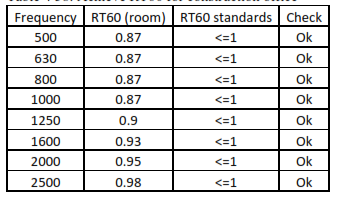 Frequency RT60 (room) RT60 standards Check
500 0.87 <=1 Ok
630 0.87 <=1 Ok
800 0.87 <=1 Ok
1000 0.87 <=1 Ok
1250 0.9 <=1 Ok
1600 0.93 <=1 Ok
2000 0.95 <=1 Ok
2500 0.98 <=1 Ok